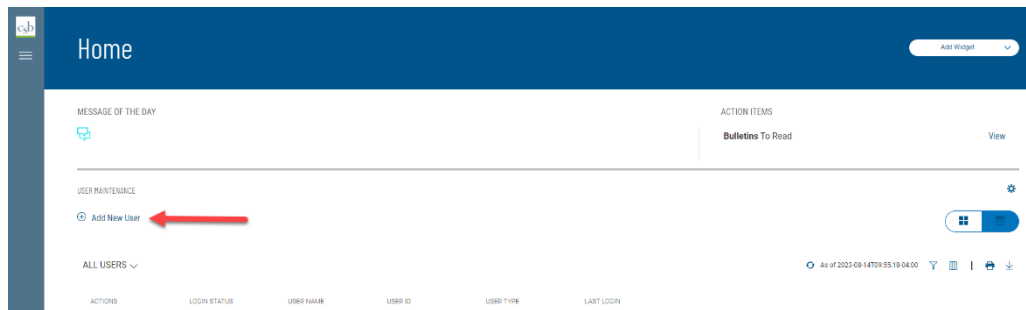 csb
Home
Add Widget
MESSAGE OF THE DAY
ACTION ITEMS
Bulletins To Read
View
USER MAINTENANCE
Add New User
ALL USERS
As of 2023-09-14T09:55:18-04:00
ACTIONS LOGIN STATUS USER NAME USER ID USER TYPE LAST LOGIN